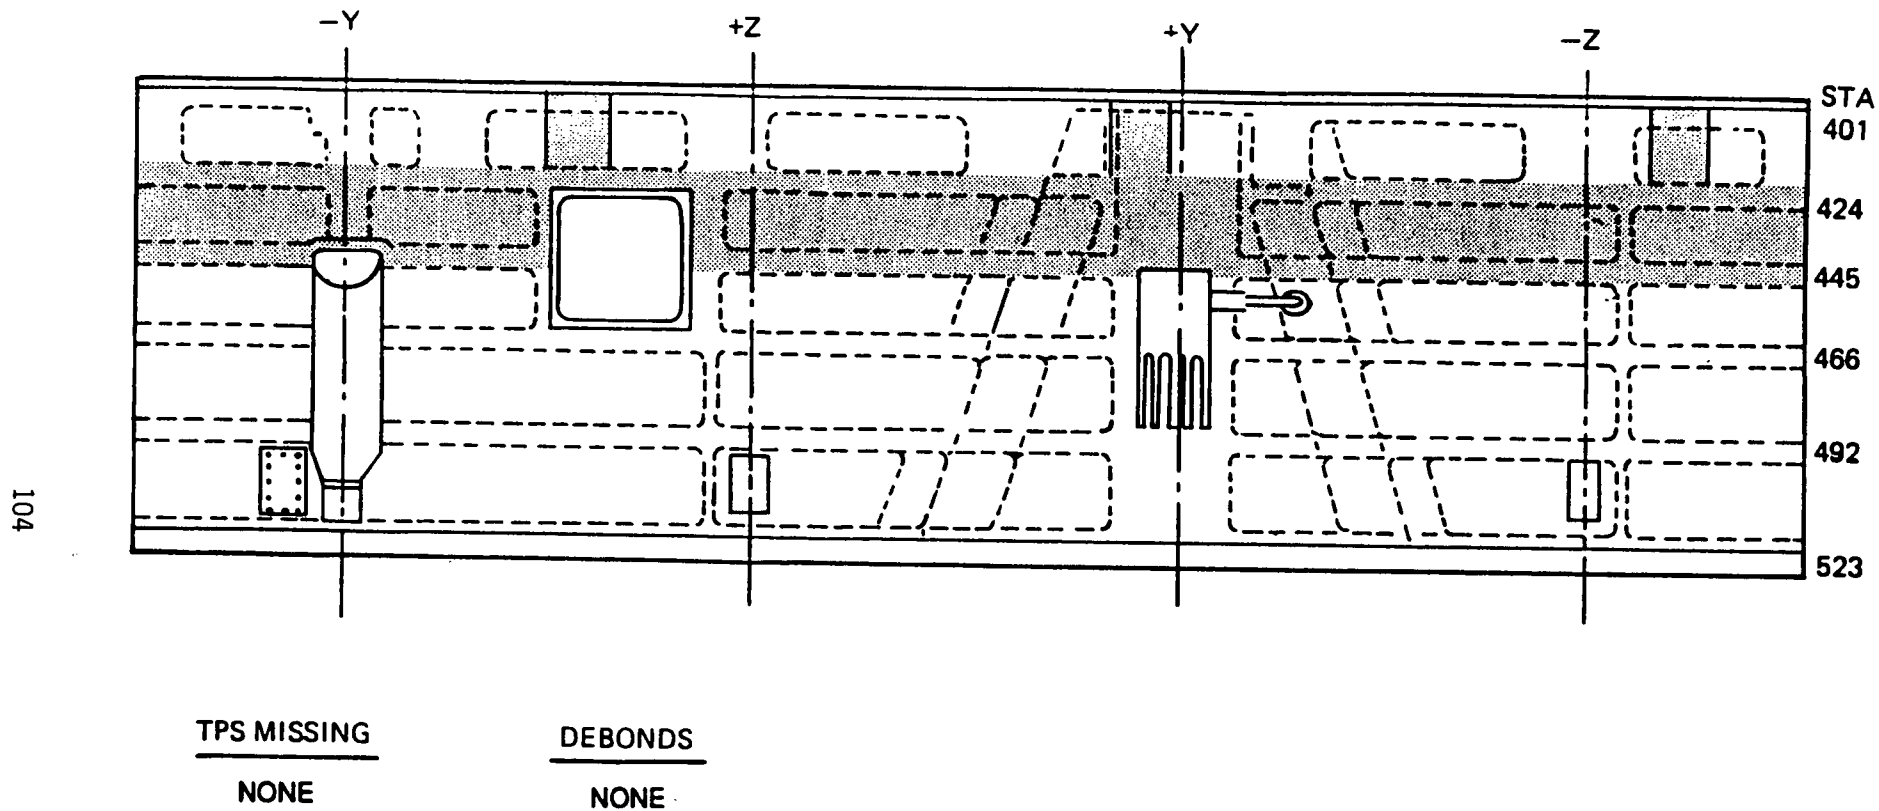 -Y
+Z
+Y
-Z
STA
401
424
445
466
492
523
104
TPS MISSING
NONE
DEBONDS
NONE